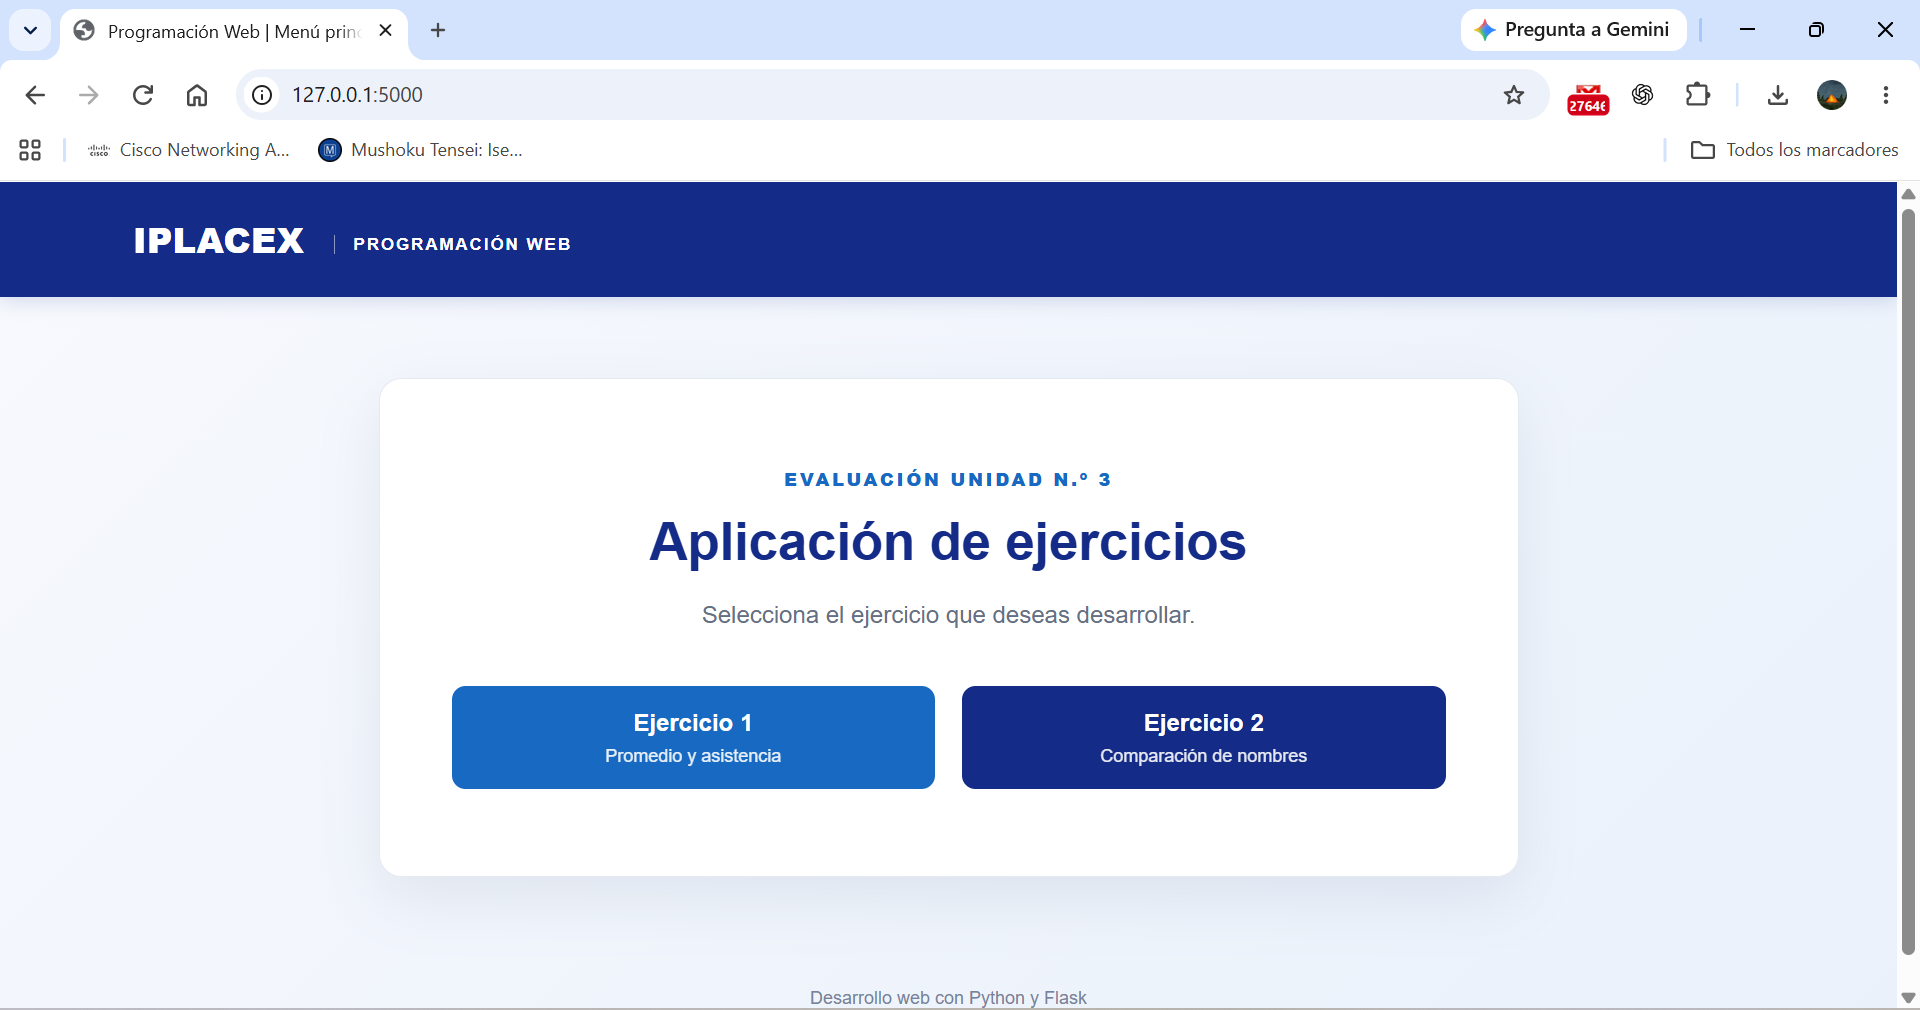 Programación Web | Menú prin
Pregunta a Gemini
127.0.0.1:5000
2764
Cisco Networking A...
Mushoku Tensei: Ise...
Todos los marcadores
IPLACEX
PROGRAMACIÓN WEB
EVALUACIÓN UNIDAD N.º 3
Aplicación de ejercicios
Selecciona el ejercicio que deseas desarrollar.
Ejercicio 1
Promedio y asistencia
Ejercicio 2
Comparación de nombres
Desarrollo web con Python y Flask